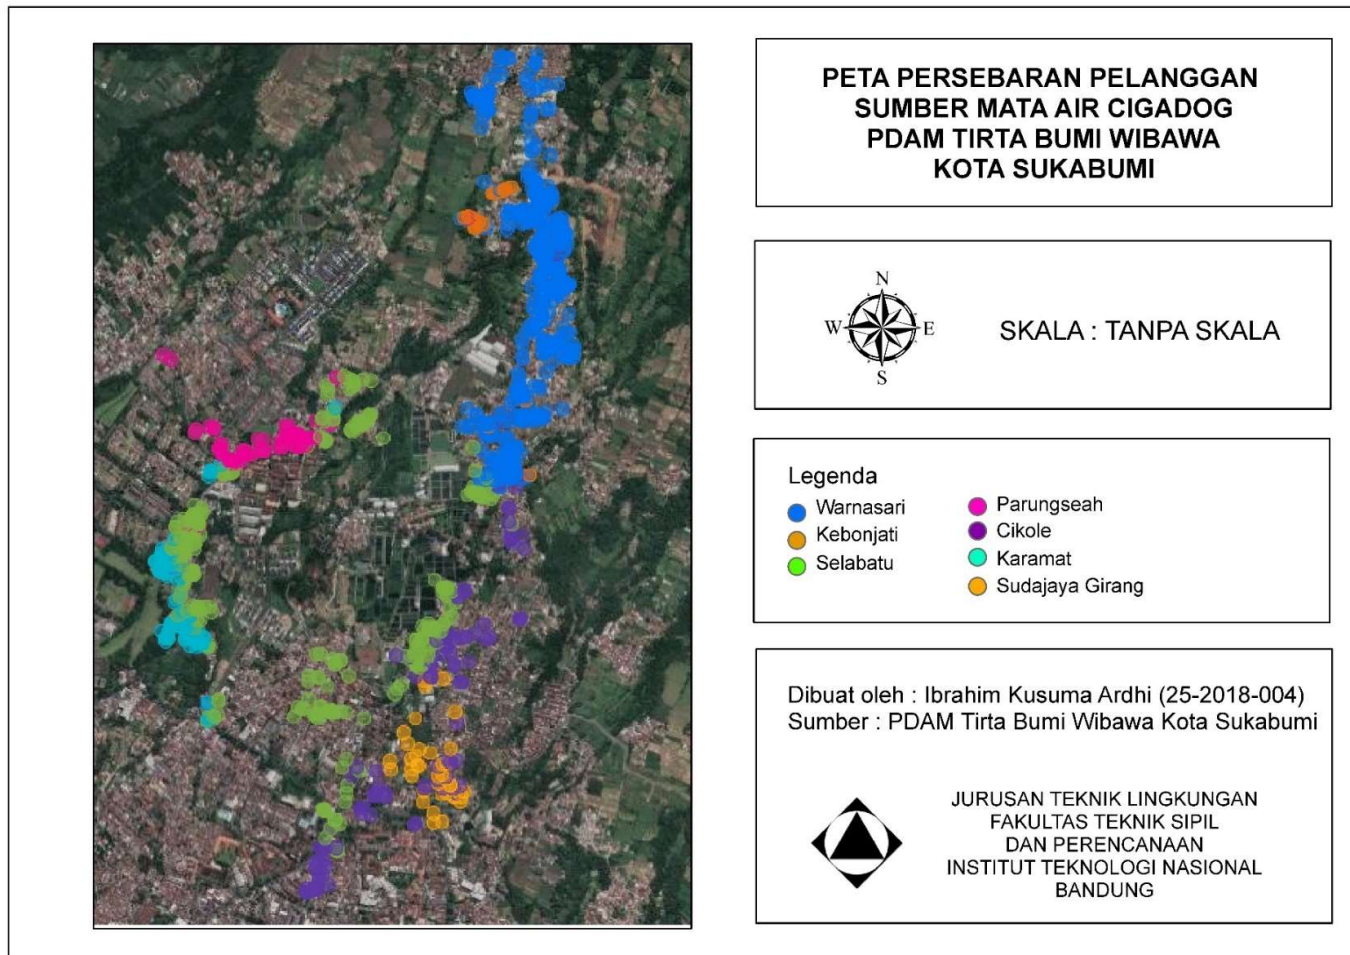 PETA PERSEBARAN PELANGGAN
SUMBER MATA AIR CIGADOG
PDAM TIRTA BUMI WIBAWA
KOTA SUKABUMI
N
W
E
S
SKALA : TANPA SKALA
Legenda
Warnasari
Kebonjati
Selabatu
Parungseah
Cikole
Karamat
Sudajaya Girang
Dibuat oleh : Ibrahim Kusuma Ardhi (25-2018-004)
Sumber : PDAM Tirta Bumi Wibawa Kota Sukabumi
JURUSAN TEKNIK LINGKUNGAN
FAKULTAS TEKNIK SIPIL
DAN PERENCANAAN
INSTITUT TEKNOLOGI NASIONAL
BANDUNG